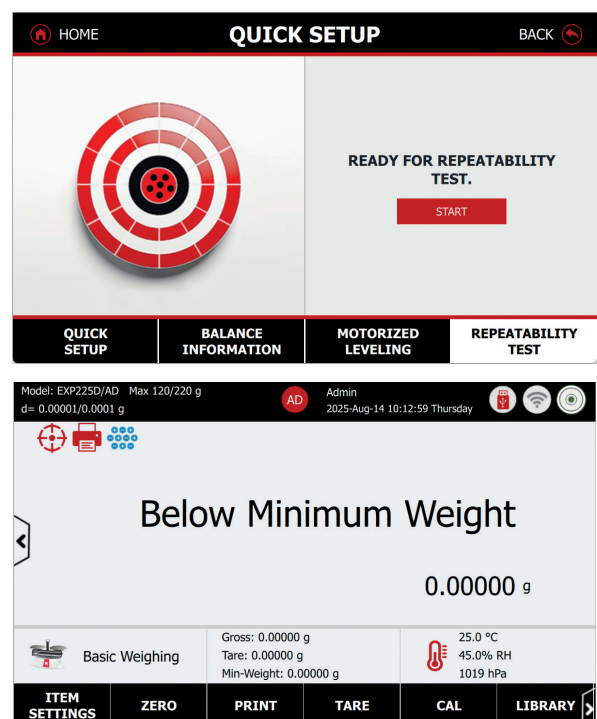 HOME
QUICK SETUP
BACK
READY FOR REPEATABILITY
TEST.
START
QUICK
SETUP
BALANCE
INFORMATION
MOTORIZED
LEVELING
REPEATABILITY
TEST
Model: EXP225D/AD Max 120/220 g
d= 0.00001/0.0001 g
AD
Admin
2025-Aug-14 10:12:59 Thursday
Below Minimum Weight
0.00000 g
Basic Weighing
Gross: 0.00000 g
Tare: 0.00000 g
Min-Weight: 0.00000 g
25.0 °C
45.0% RH
1019 hPa
ITEM
SETTINGS
ZERO
PRINT
TARE
CAL
LIBRARY